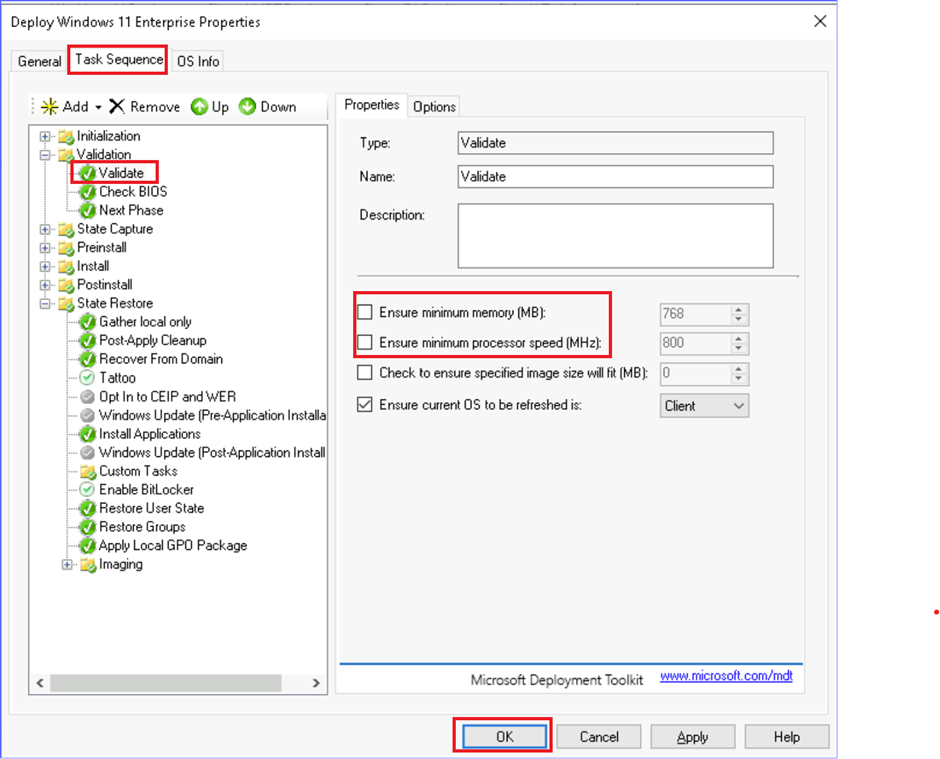 Deploy Windows 11 Enterprise Properties
General Task Sequence OS Info
Add Remove Up Down
Initialization
Validation
Validate
Check BIOS
Next Phase
State Capture
Preinstall
Install
Postinstall
State Restore
Gather local only
Post-Apply Cleanup
Recover From Domain
Tattoo
Opt In to CEIP and WER
Windows Update (Pre-Application Installa
Install Applications
Windows Update (Post-Application Install
Custom Tasks
Enable BitLocker
Restore User State
Restore Groups
Apply Local GPO Package
Imaging
Properties Options
Type: Validate
Name: Validate
Description:
Ensure minimum memory (MB): 768
Ensure minimum processor speed (MHz): 800
Check to ensure specified image size will fit (MB): 0
Ensure current OS to be refreshed is: Client
Microsoft Deployment Toolkit www.microsoft.com/mdt
OK Cancel Apply Help